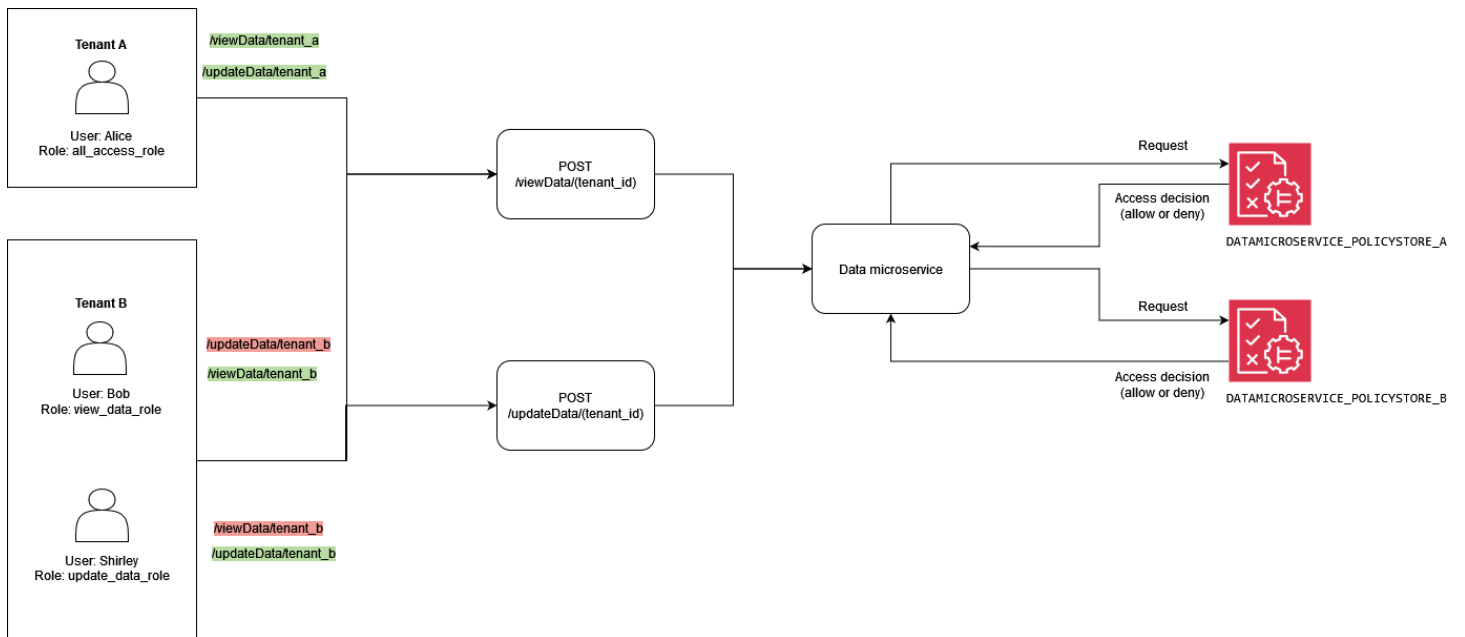 Tenant A
User: Alice
Role: all_access_role
/viewData/tenant_a
/updateData/tenant_a
Tenant B
User: Bob
Role: view_data_role
/updateData/tenant_b
/viewData/tenant_b
User: Shirley
Role: update_data_role
/viewData/tenant_b
/updateData/tenant_b
POST
/viewData/(tenant_id)
POST
/updateData/(tenant_id)
Data microservice
Request
Access decision
(allow or deny)
DATAMICROSERVICE_POLICYSTORE_A
Request
Access decision
(allow or deny)
DATAMICROSERVICE_POLICYSTORE_B